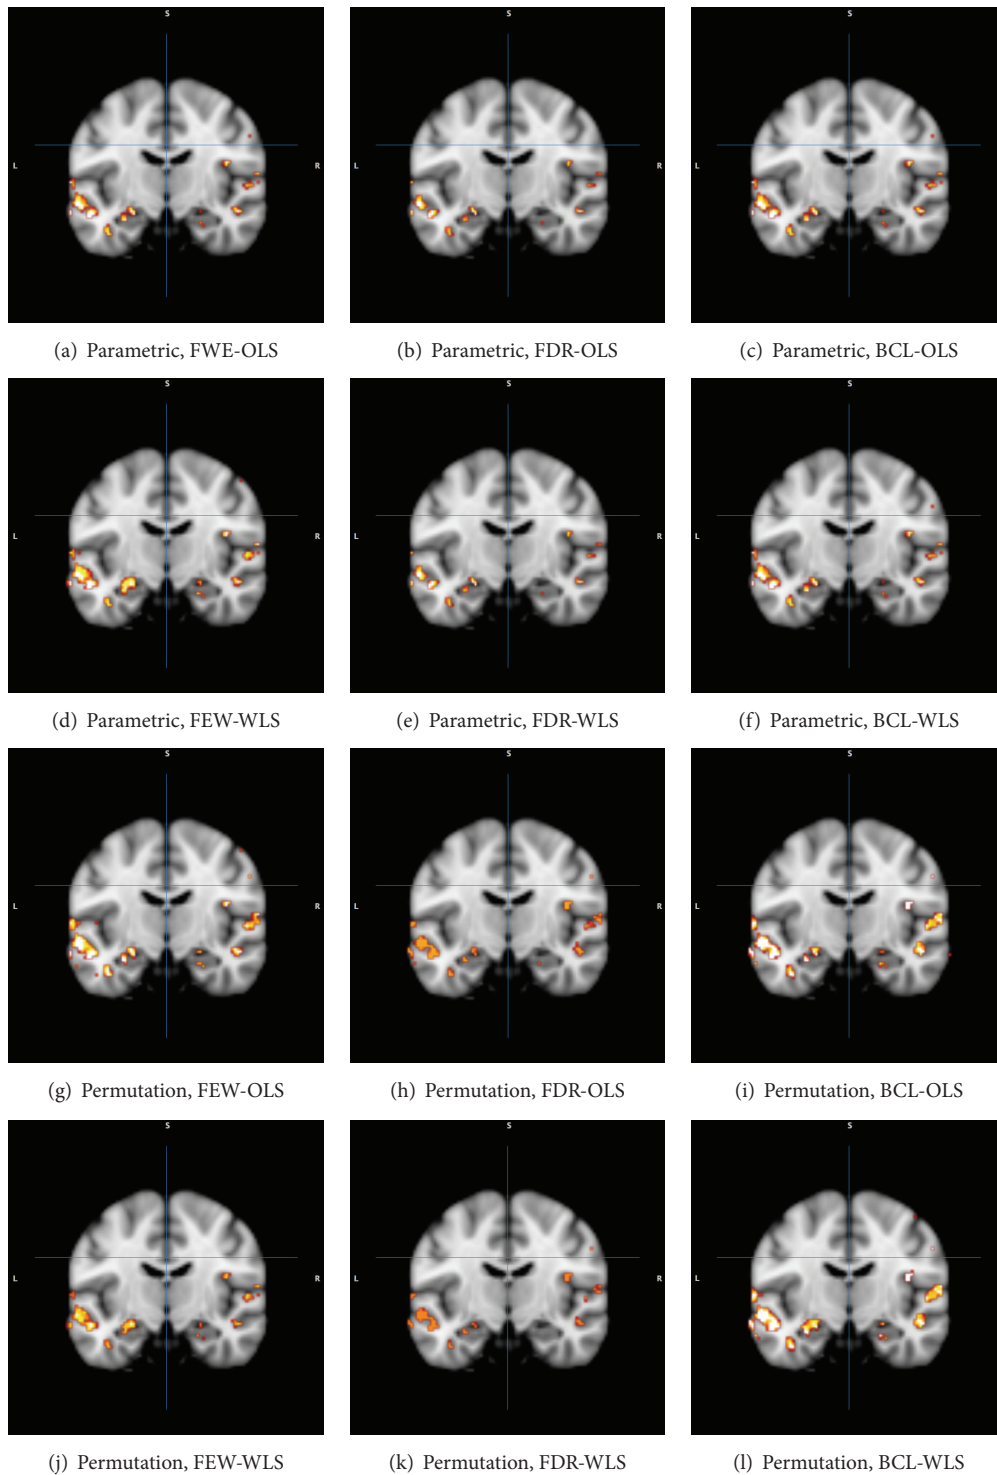 S S S
L R L R L R
(a) Parametric, FWE-OLS (b) Parametric, FDR-OLS (c) Parametric, BCL-OLS
S S S
L R L R L R
(d) Parametric, FEW-WLS (e) Parametric, FDR-WLS (f) Parametric, BCL-WLS
S S S
L R L R L R
(g) Permutation, FEW-OLS (h) Permutation, FDR-OLS (i) Permutation, BCL-OLS
S S S
L R L R L R
(j) Permutation, FEW-WLS (k) Permutation, FDR-WLS (l) Permutation, BCL-WLS